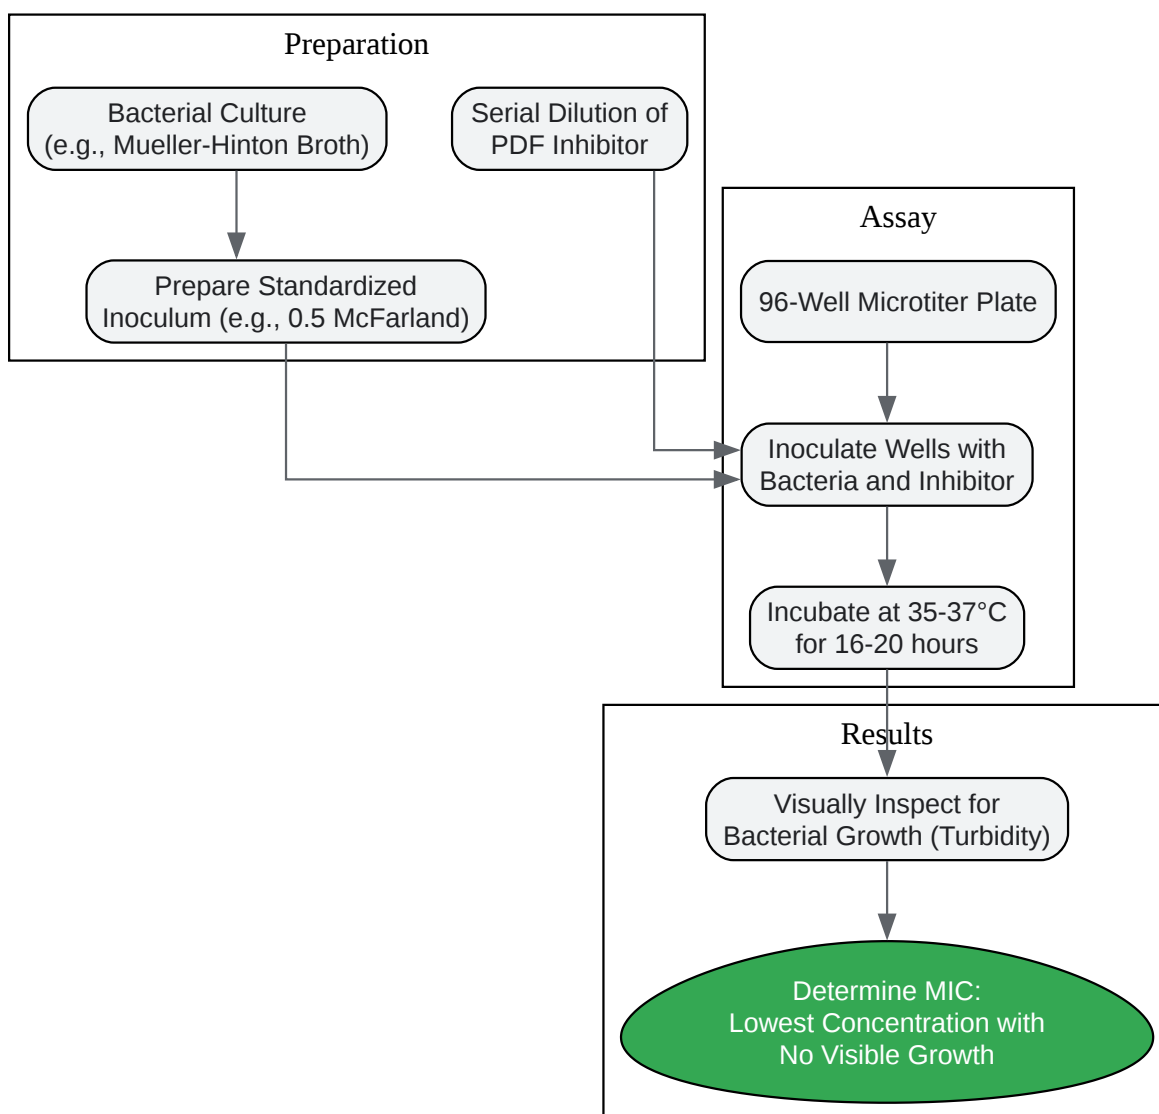 Preparation
Bacterial Culture
(e.g., Mueller-Hinton Broth)
Serial Dilution of
PDF Inhibitor
Prepare Standardized
Inoculum (e.g., 0.5 McFarland)
Assay
96-Well Microtiter Plate
Inoculate Wells with
Bacteria and Inhibitor
Incubate at 35-37°C
for 16-20 hours
Results
Visually Inspect for
Bacterial Growth (Turbidity)
Determine MIC:
Lowest Concentration with
No Visible Growth